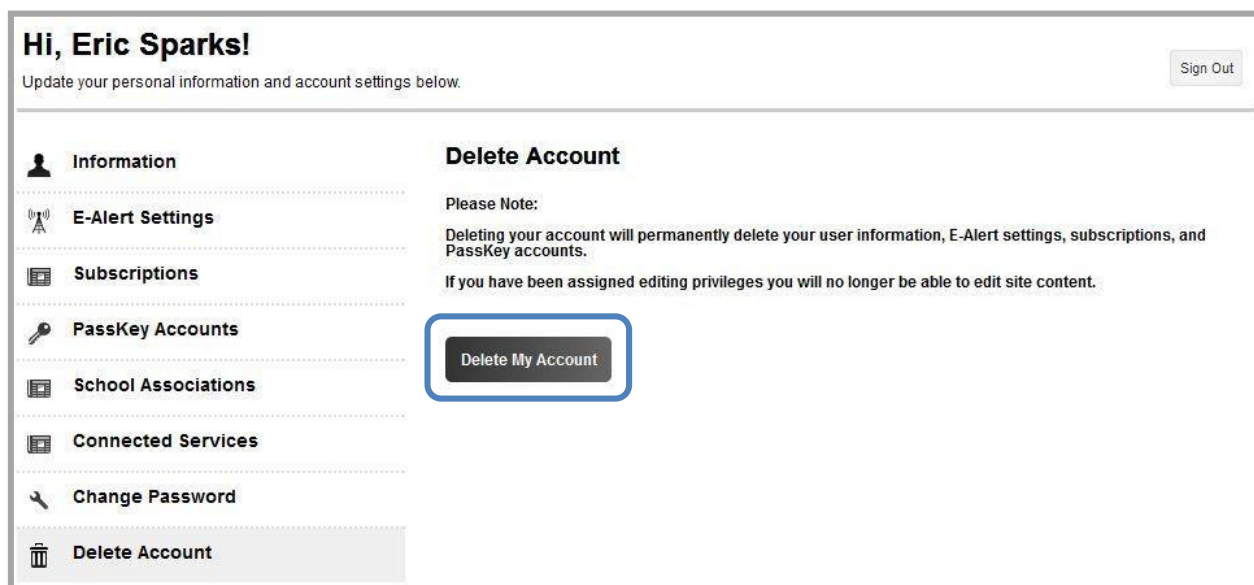 Hi, Eric Sparks!
Update your personal information and account settings below.
Sign Out
Information
E-Alert Settings
Subscriptions
PassKey Accounts
School Associations
Connected Services
Change Password
Delete Account
Delete Account
Please Note:
Deleting your account will permanently delete your user information, E-Alert settings, subscriptions, and
PassKey accounts.
If you have been assigned editing privileges you will no longer be able to edit site content.
Delete My Account